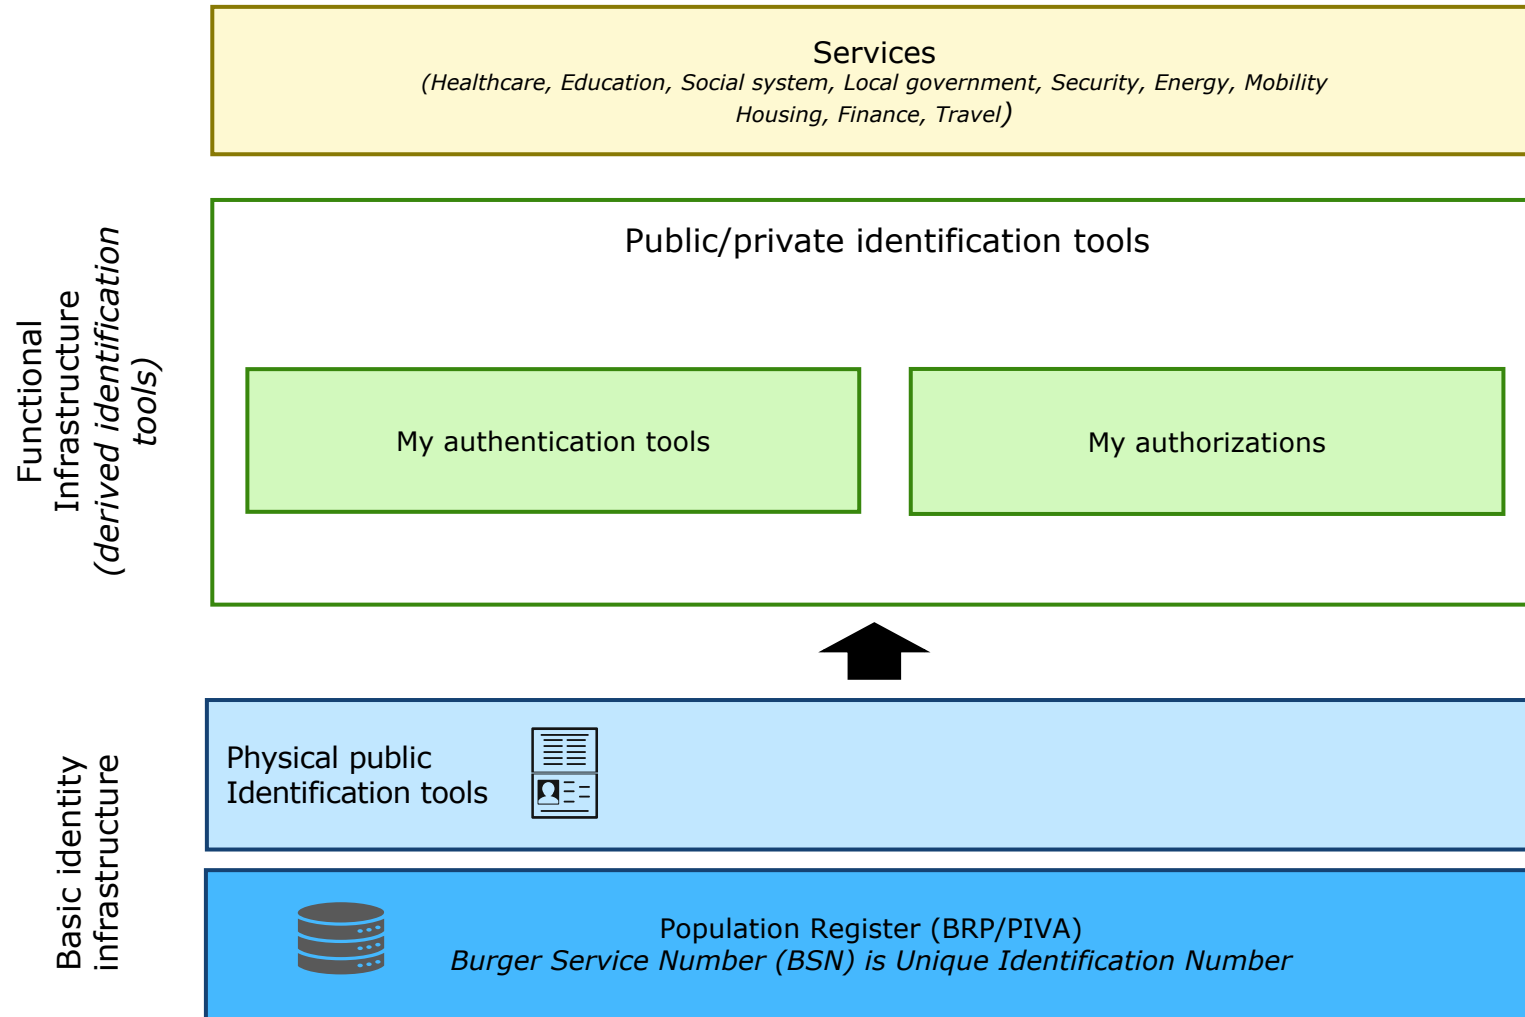 Services
(Healthcare, Education, Social system, Local government, Security, Energy, Mobility
Housing, Finance, Travel)
Functional
Infrastructure
(derived identification
tools)
Public/private identification tools
My authentication tools
My authorizations
Basic identity
infrastructure
Physical public
Identification tools
Population Register (BRP/PIVA)
Burger Service Number (BSN) is Unique Identification Number